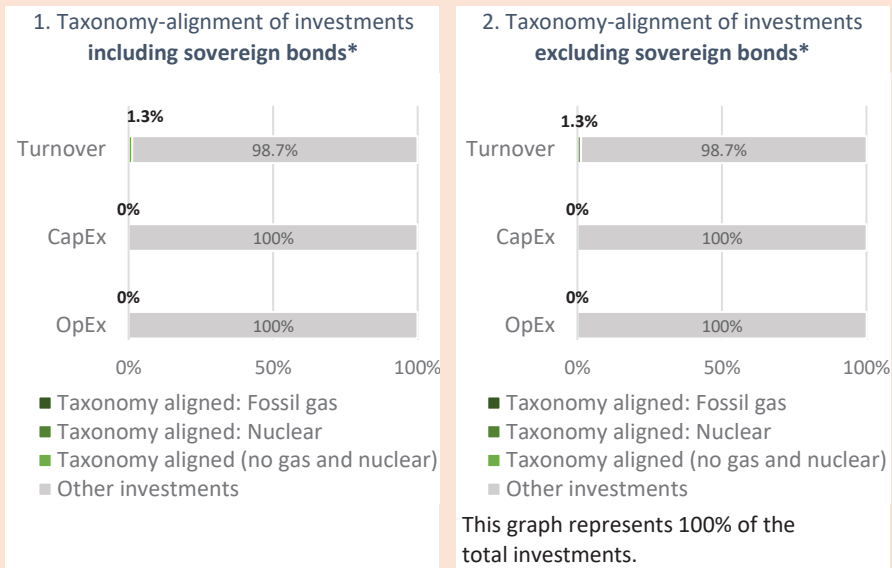 1. Taxonomy-alignment of investments
including sovereign bonds*
1.3%
Turnover
98.7%
0%
CapEx
100%
0%
OpEx
100%
0%
50%
100%
Taxonomy aligned: Fossil gas
Taxonomy aligned: Nuclear
Taxonomy aligned (no gas and nuclear)
Other investments
2. Taxonomy-alignment of investments
excluding sovereign bonds*
1.3%
Turnover
98.7%
0%
CapEx
100%
0%
OpEx
100%
0%
50%
100%
Taxonomy aligned: Fossil gas
Taxonomy aligned: Nuclear
Taxonomy aligned (no gas and nuclear)
Other investments
This graph represents 100% of the
total investments.